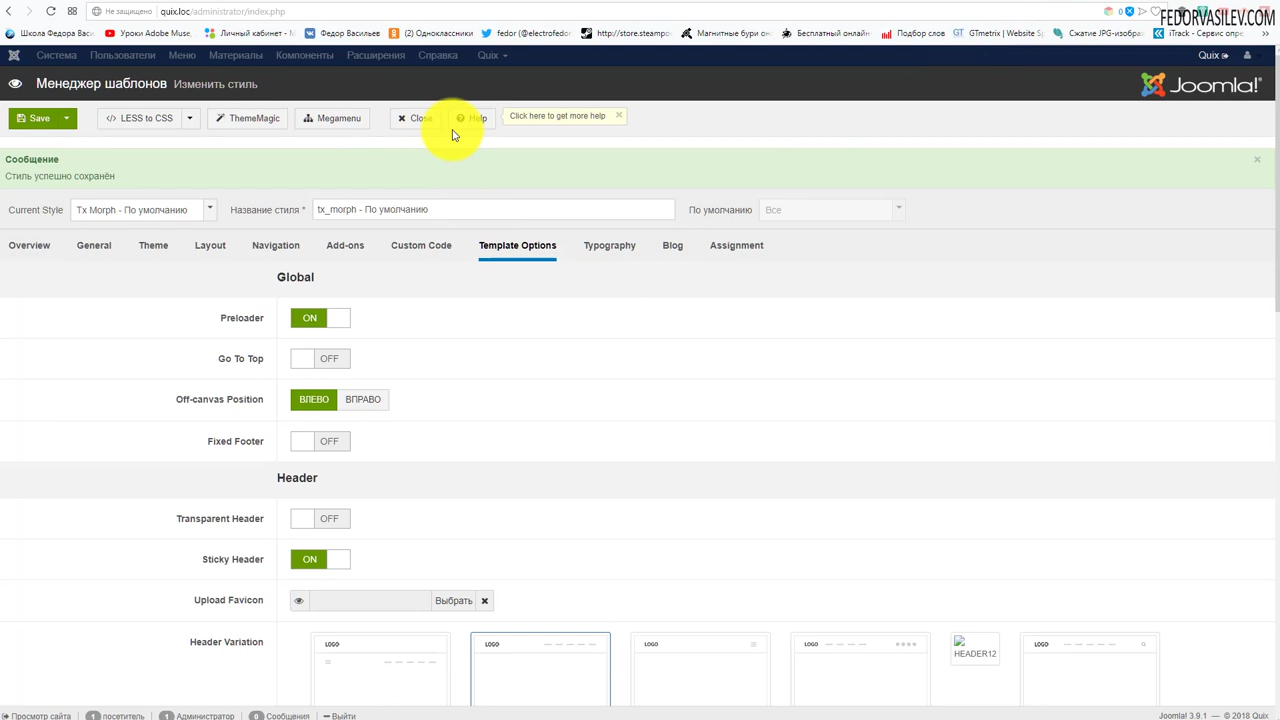 Не защищено quix.loc/administrator/index.php
0
FEDORVASILEV.COM
Школа Федора Васи Уроки Adobe Muse, Личный кабинет - M Федор Васильев (2) Одноклассники fedor (@electrofedor) http://store.steampo Магнитные бури он Бесплатный онлайн Подбор слов GTmetrix | Website S Сжатие JPG-изобра iTrack - Сервис опре
Система Пользователи Меню Материалы Компоненты Расширения Справка Quix Quix
Менеджер шаблонов Изменить стиль Joomla!
Save LESS to CSS ThemeMagic Megamenu Close Help Click here to get more help
Сообщение
Стиль успешно сохранён
Current Style Tx Morph - По умолчанию Название стиля * tx_morph - По умолчанию По умолчанию Все
Overview General Theme Layout Navigation Add-ons Custom Code Template Options Typography Blog Assignment
Global
Preloader ON
Go To Top OFF
Off-canvas Position ВЛЕВО ВПРАВО
Fixed Footer OFF
Header
Transparent Header OFF
Sticky Header ON
Upload Favicon Выбрать
Header Variation LOGO LOGO LOGO LOGO HEADER12 LOGO
Просмотр сайта 1 посетитель 1 Администратор 0 Сообщения Выйти Joomla! 3.9.1 — © 2018 Quix